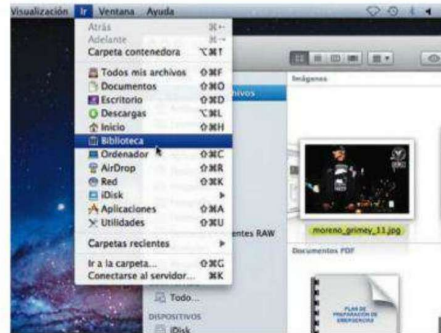 Visualización Ir Ventana Ayuda
Atrás
Adelante
Carpeta contenedora ⌥⌘↑
Todos mis archivos ⇧⌘F
Documentos ⇧⌘O
Escritorio ⇧⌘D
Descargas ⌥⌘L
Inicio ⇧⌘H
Biblioteca
Ordenador ⇧⌘C
AirDrop ⇧⌘R
Red ⇧⌘K
iDisk
Aplicaciones ⇧⌘A
Utilidades ⇧⌘U
Carpetas recientes
Ir a la carpeta... ⇧⌘G
Conectarse al servidor... ⌘K
Imágenes
moreno_grimey_11.jpg
Documentos PDF
PLAN DE
PREPARACIÓN DE
EMERGENCIAS
entes RAW
Todo...
DISPOSITIVOS
iDisk